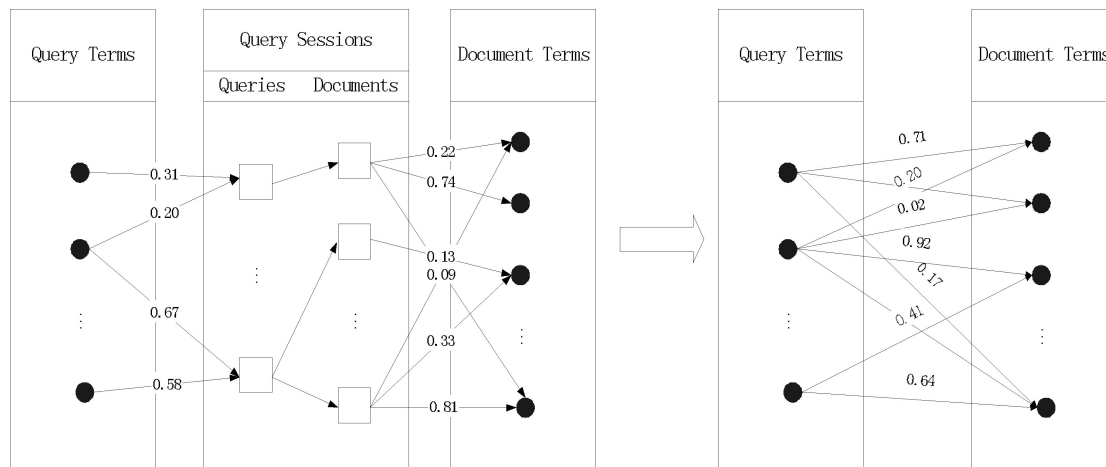 Query Terms
Query Sessions
Queries
Documents
Document Terms
0.31
0.20
0.67
0.58
0.22
0.74
0.13
0.09
0.33
0.81
Query Terms
Document Terms
0.71
0.20
0.02
0.92
0.17
0.41
0.64